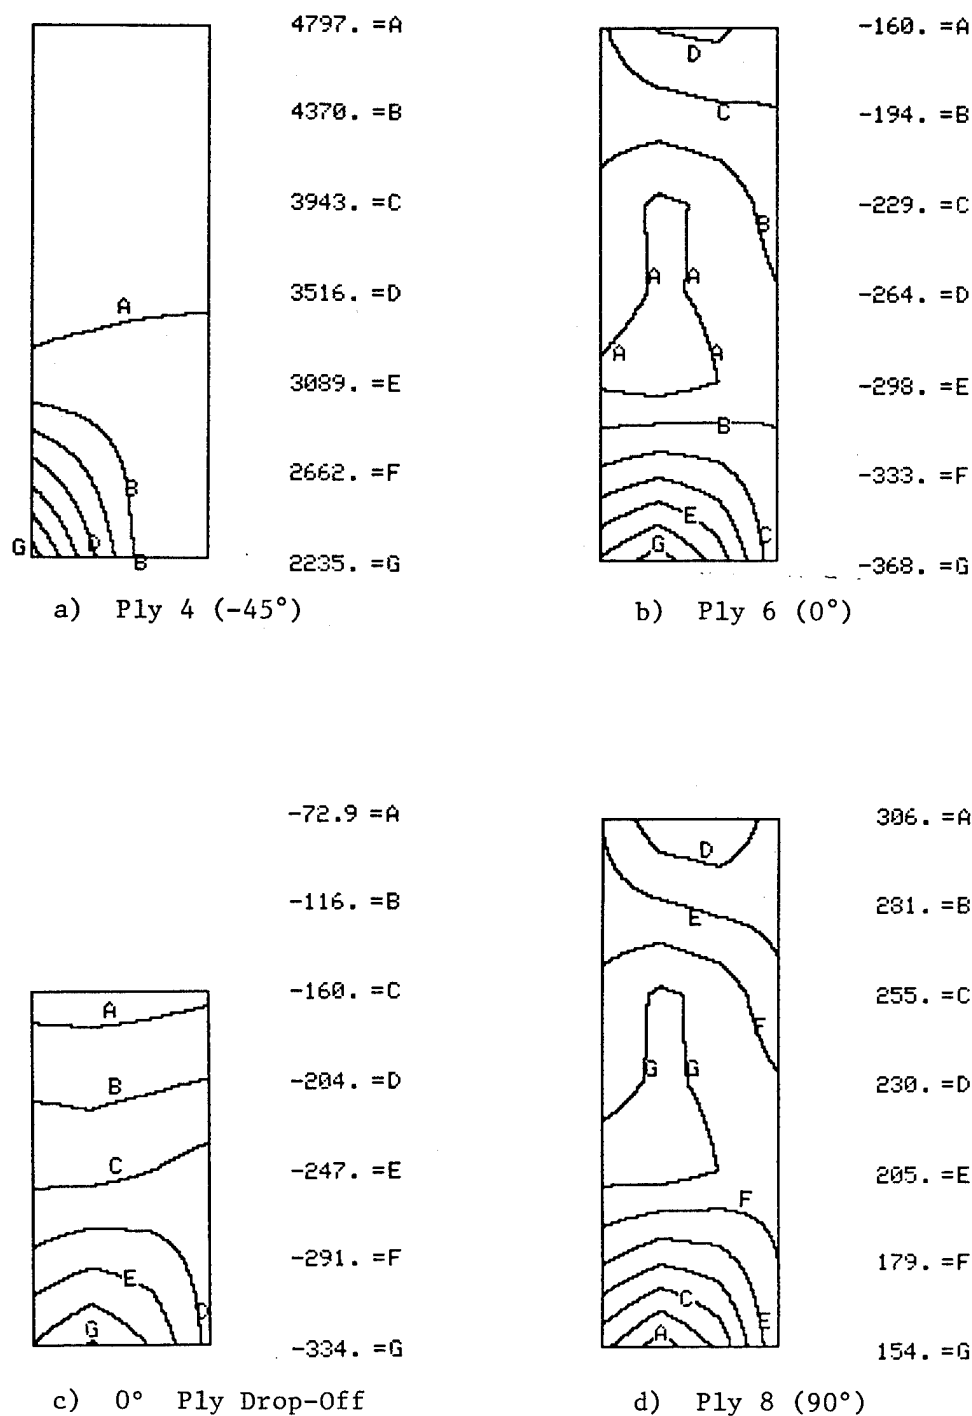 4797. =A
4370. =B
3943. =C
3516. =D
3089. =E
2662. =F
2235. =G
A
B
G
D
B
a) Ply 4 (-45°)
-160. =A
-194. =B
-229. =C
-264. =D
-298. =E
-333. =F
-368. =G
D
C
B
A A
A A
B
E
C
G
b) Ply 6 (0°)
-72.9 =A
-116. =B
-160. =C
-204. =D
-247. =E
-291. =F
-334. =G
A
B
C
E
D
G
c) 0° Ply Drop-Off
306. =A
281. =B
255. =C
230. =D
205. =E
179. =F
154. =G
D
E
F
G G
F
C
E
A
d) Ply 8 (90°)